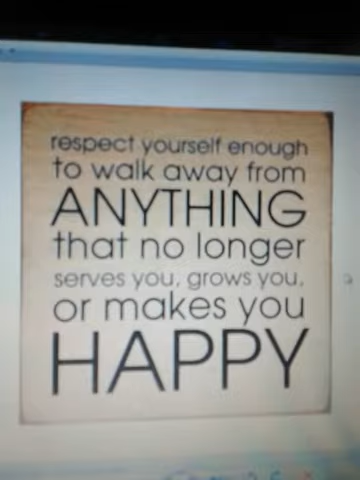 respect yourself enough
to walk away from
ANYTHING
that no longer
serves you, grows you,
or makes you
HAPPY